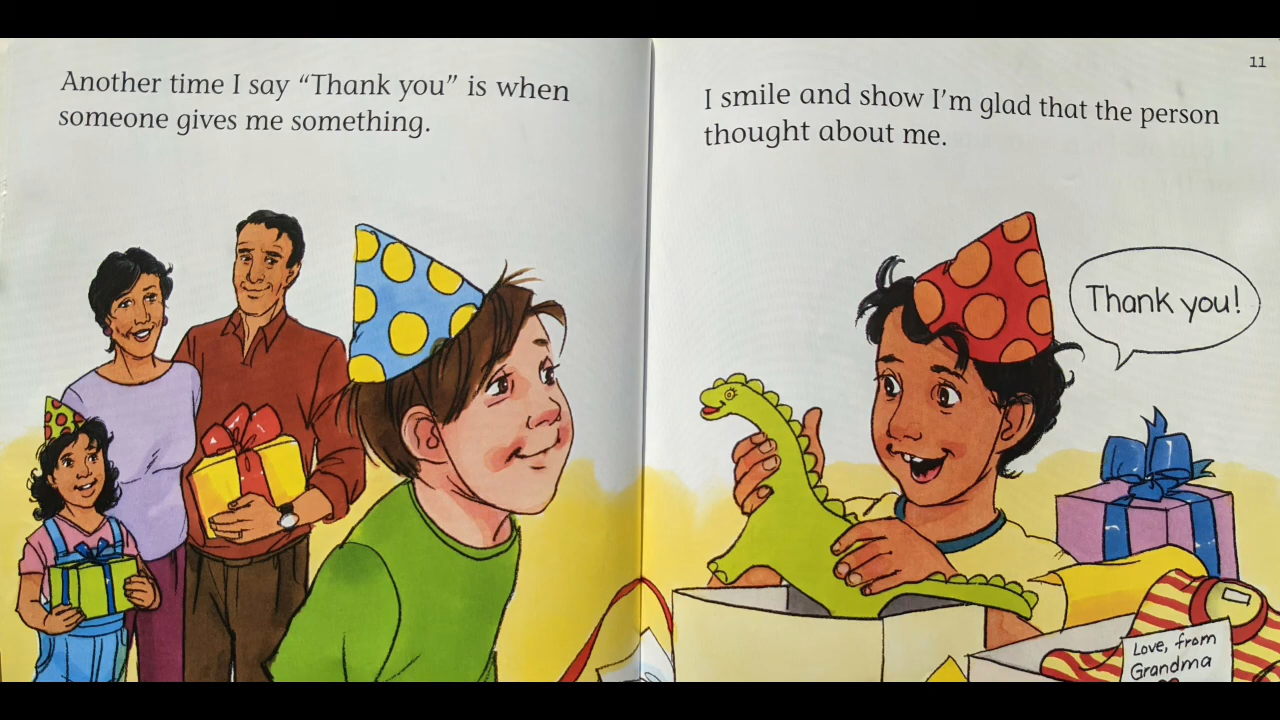 Another time I say “Thank you” is when
someone gives me something.
11
I smile and show I’m glad that the person
thought about me.
Thank you!
Love, from
Grandma